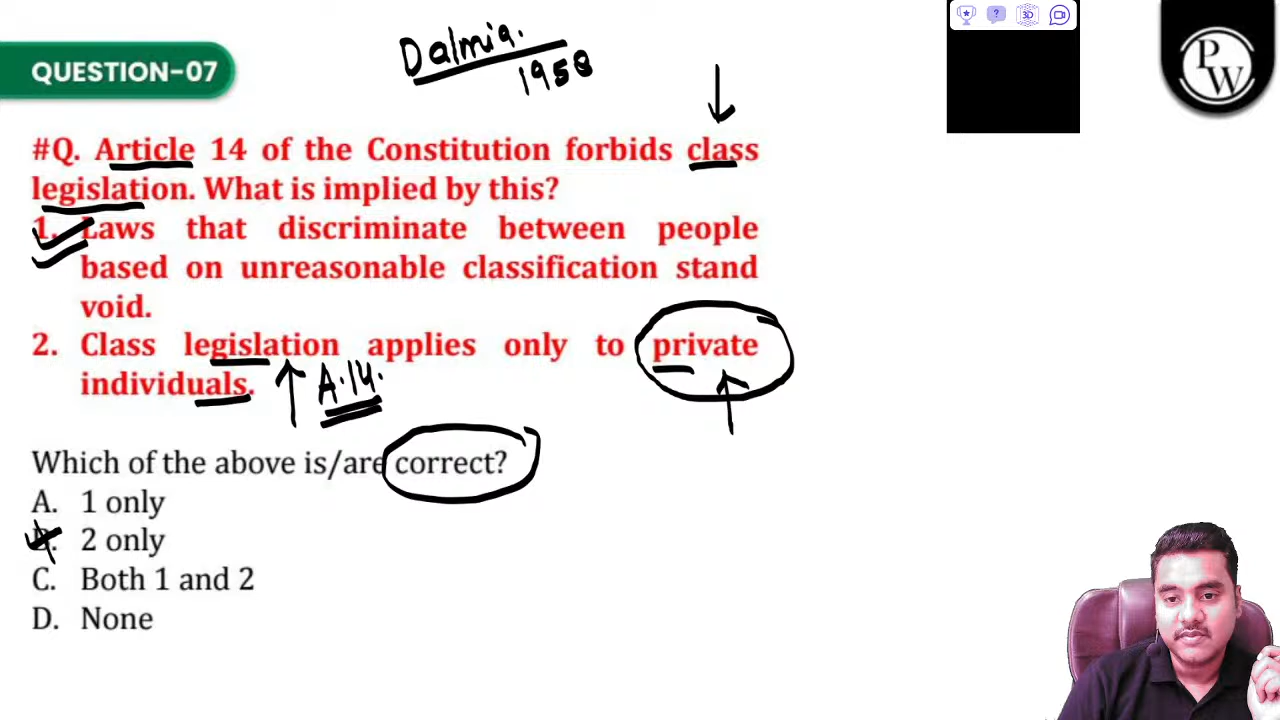 Dalmia.
1958
QUESTION-07
PW
3D
#Q. Article 14 of the Constitution forbids class
legislation. What is implied by this?
1. Laws that discriminate between people
based on unreasonable classification stand
void.
2. Class legislation applies only to private
individuals.
A.14.
Which of the above is/are correct?
A. 1 only
B. 2 only
C. Both 1 and 2
D. None